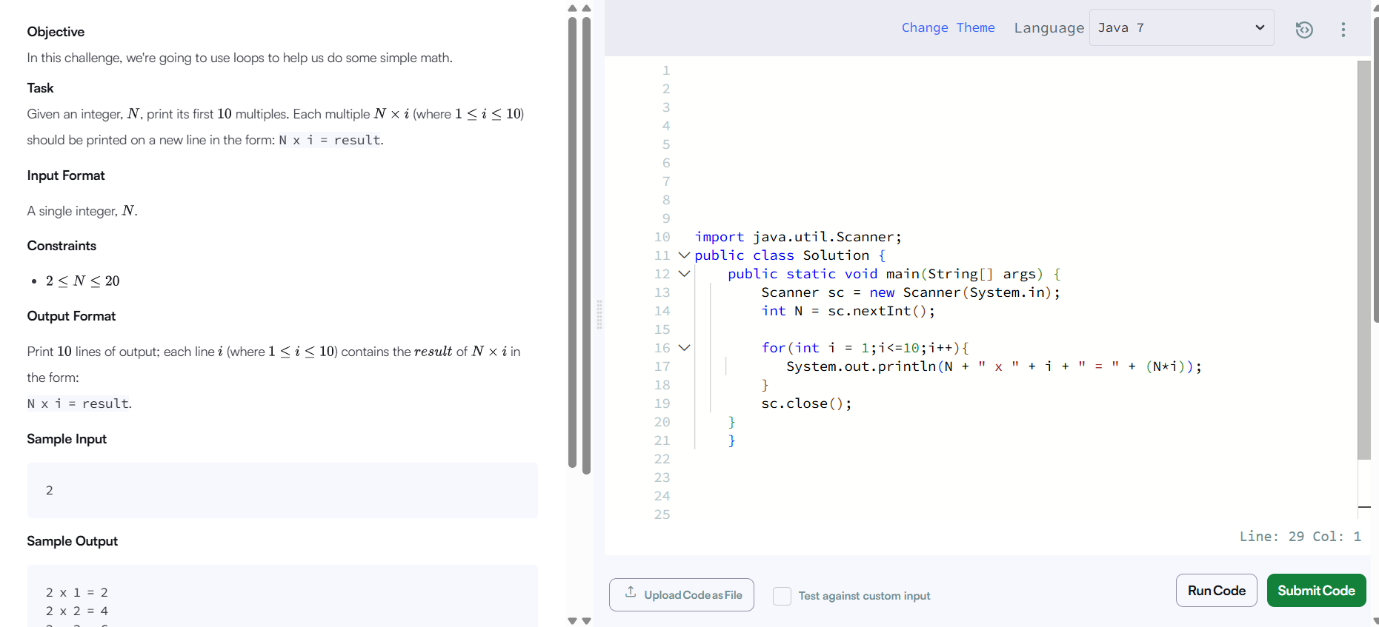 Objective
In this challenge, we're going to use loops to help us do some simple math.
Task
Given an integer, N, print its first 10 multiples. Each multiple N × i (where 1 ≤ i ≤ 10)
should be printed on a new line in the form: N x i = result.
Input Format
A single integer, N.
Constraints
• 2 ≤ N ≤ 20
Output Format
Print 10 lines of output; each line i (where 1 ≤ i ≤ 10) contains the result of N × i in
the form:
N x i = result.
Sample Input
2
Sample Output
2 x 1 = 2
2 x 2 = 4
Change Theme Language Java 7
1
2
3
4
5
6
7
8
9
10 import java.util.Scanner;
11 public class Solution {
12 public static void main(String[] args) {
13 Scanner sc = new Scanner(System.in);
14 int N = sc.nextInt();
15
16 for(int i = 1;i<=10;i++){
17 System.out.println(N + " x " + i + " = " + (N*i));
18 }
19 sc.close();
20 }
21 }
22
23
24
25
Line: 29 Col: 1
Upload Code as File
Test against custom input
Run Code
Submit Code